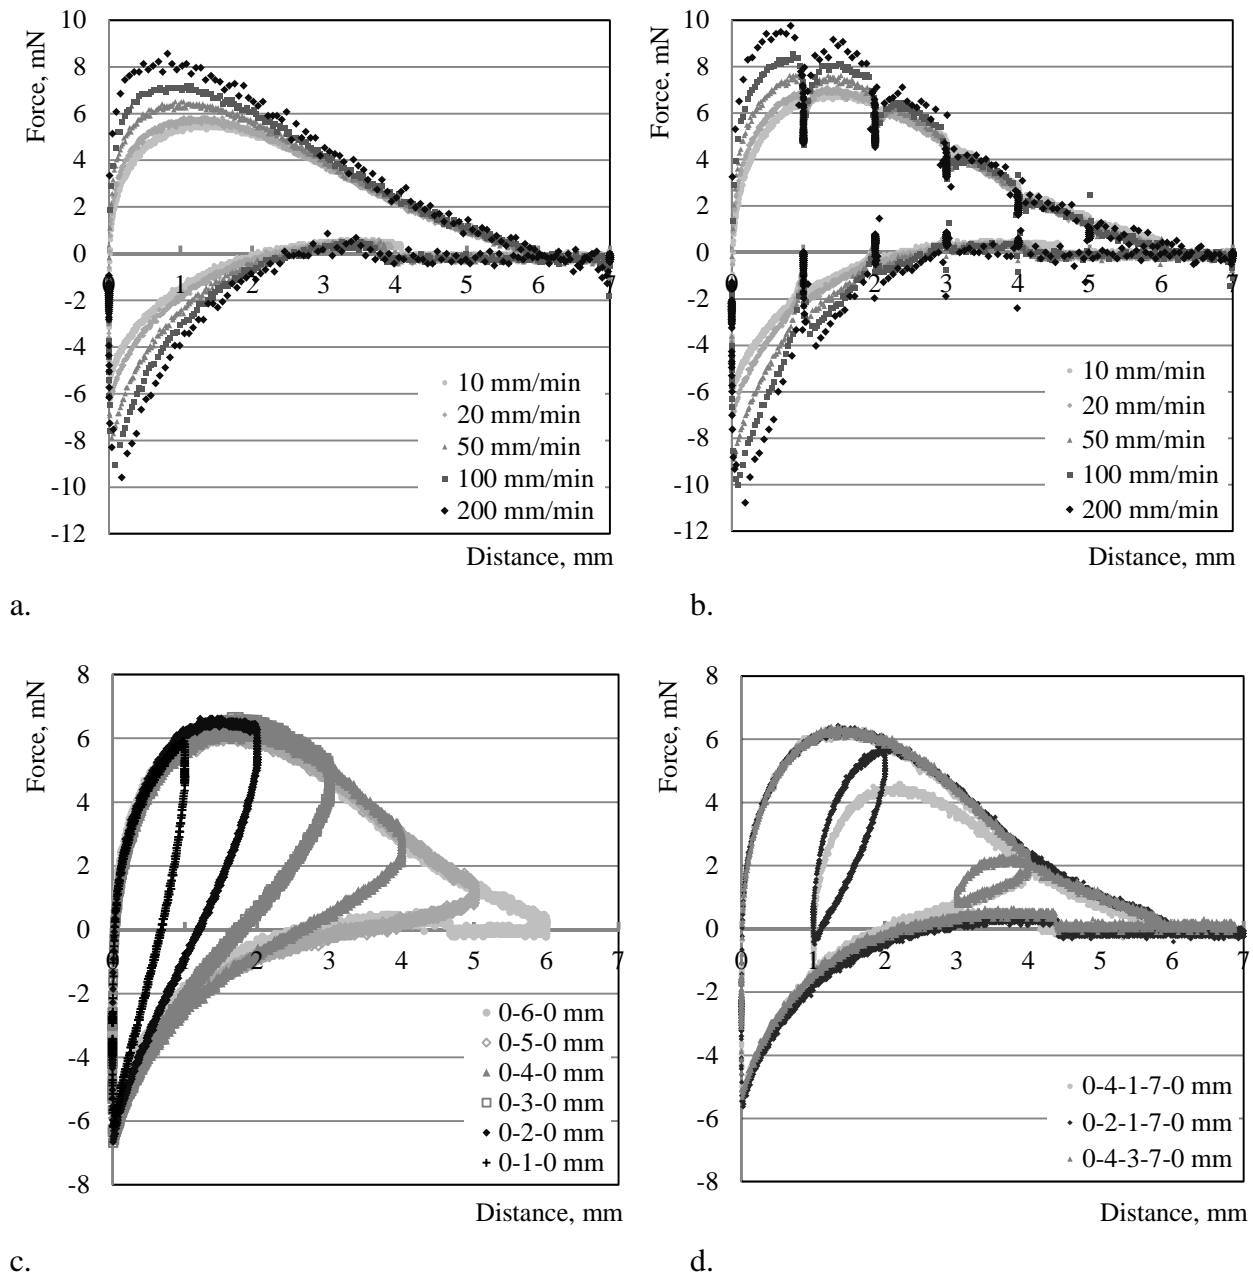 Force, mN
10
8
6
4
2
0
-2
-4
-6
-8
-10
-12
1 2 3 4 5 6 7
10 mm/min
20 mm/min
50 mm/min
100 mm/min
200 mm/min
Distance, mm
a.
Force, mN
10
8
6
4
2
0
-2
-4
-6
-8
-10
-12
0 1 2 3 4 5 6 7
10 mm/min
20 mm/min
50 mm/min
100 mm/min
200 mm/min
Distance, mm
b.
Force, mN
8
6
4
2
0
-2
-4
-6
-8
0 1 2 3 4 5 6 7
0-6-0 mm
0-5-0 mm
0-4-0 mm
0-3-0 mm
0-2-0 mm
0-1-0 mm
Distance, mm
c.
Force, mN
8
6
4
2
0
-2
-4
-6
-8
0 1 2 3 4 5 6 7
0-4-1-7-0 mm
0-2-1-7-0 mm
0-4-3-7-0 mm
Distance, mm
d.